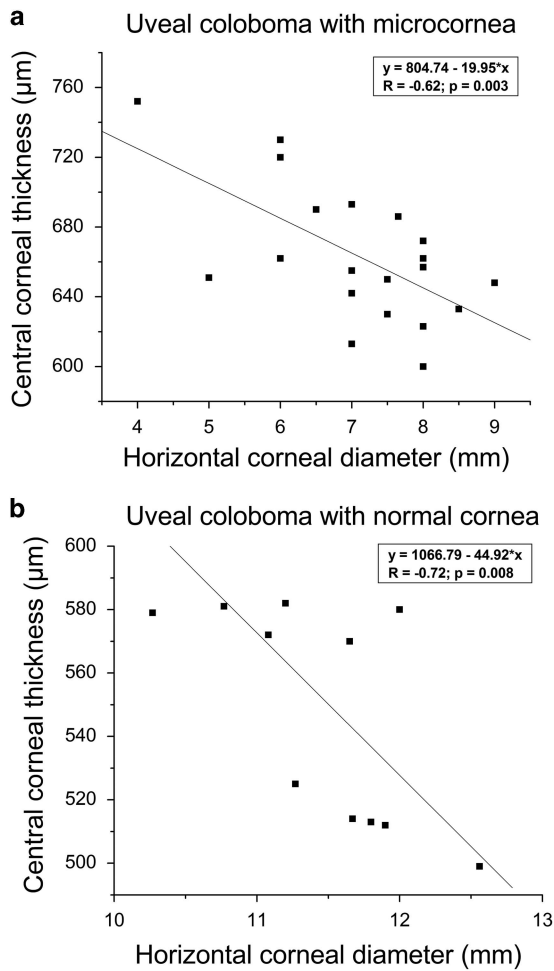 a
Uveal coloboma with microcornea
y = 804.74 - 19.95*x
R = -0.62; p = 0.003
Central corneal thickness (μm)
760
720
680
640
600
4 5 6 7 8 9
Horizontal corneal diameter (mm)
b
Uveal coloboma with normal cornea
y = 1066.79 - 44.92*x
R = -0.72; p = 0.008
Central corneal thickness (μm)
600
580
560
540
520
500
10 11 12 13
Horizontal corneal diameter (mm)